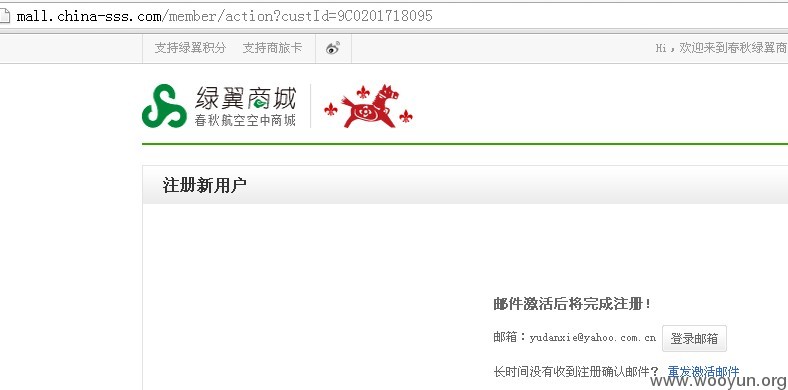 mall.china-sss.com/member/action?custId=9C0201718095
支持绿翼积分 支持商旅卡 Hi，欢迎来到春秋绿翼商
绿翼商城
春秋航空空中商城
注册新用户
邮件激活后将完成注册！
邮箱：yudanxie@yahoo.com.cn 登录邮箱
长时间没有收到注册确认邮件？ 重发激活邮件
www.wooyun.org